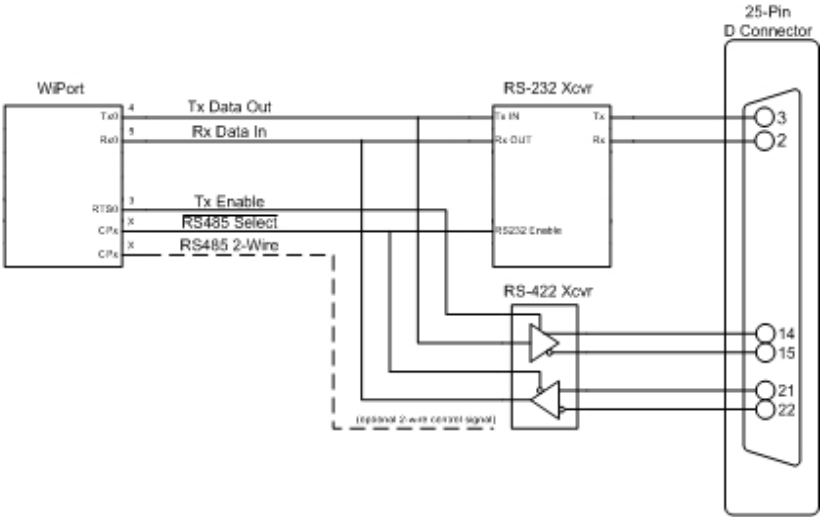 25-Pin
D Connector
WiPort
RS-232 Xcvr
4
Tx Data Out
Tx0
Tx IN
Tx
3
5
Rx Data In
Rx0
Rx OUT
Rx
2
3
Tx Enable
RTS0
X
RS485 Select
CPx
RS232 Enable
X
RS485 2-Wire
CPx
RS-422 Xcvr
14
15
21
22
(optional 2-wire control signal)